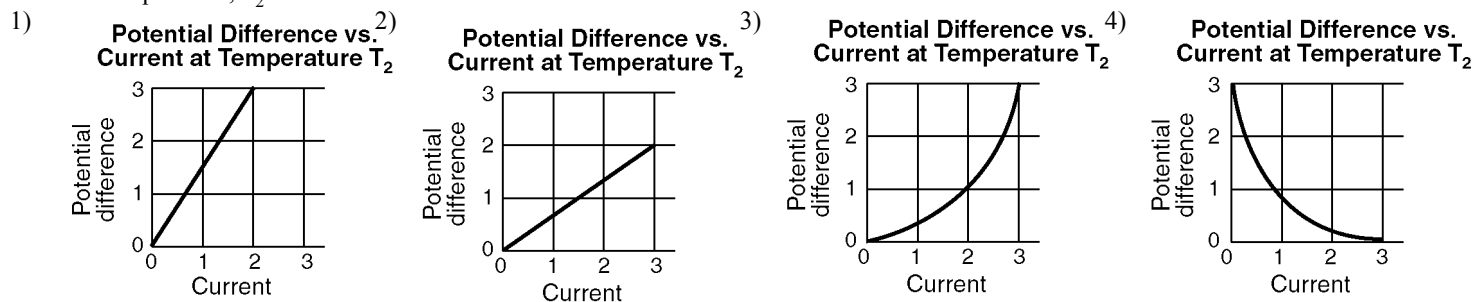 1)
Potential Difference vs.
Current at Temperature T₂
3
2
1
0
0 1 2 3
Potential
difference
Current
2)
Potential Difference vs.
Current at Temperature T₂
3
2
1
0
0 1 2 3
Potential
difference
Current
3)
Potential Difference vs.
Current at Temperature T₂
3
2
1
0
0 1 2 3
Potential
difference
Current
4)
Potential Difference vs.
Current at Temperature T₂
3
2
1
0
0 1 2 3
Potential
difference
Current